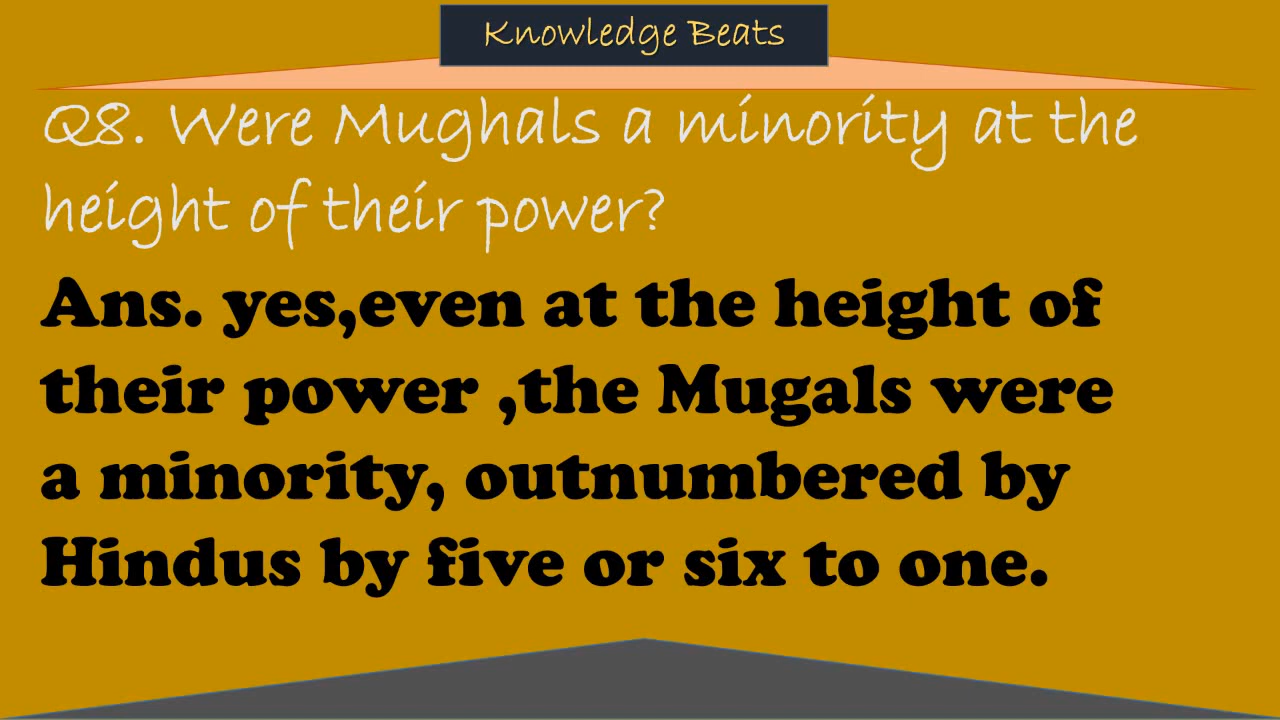 Knowledge Beats
Q8. Were Mughals a minority at the
height of their power?
Ans. yes,even at the height of
their power ,the Mugals were
a minority, outnumbered by
Hindus by five or six to one.